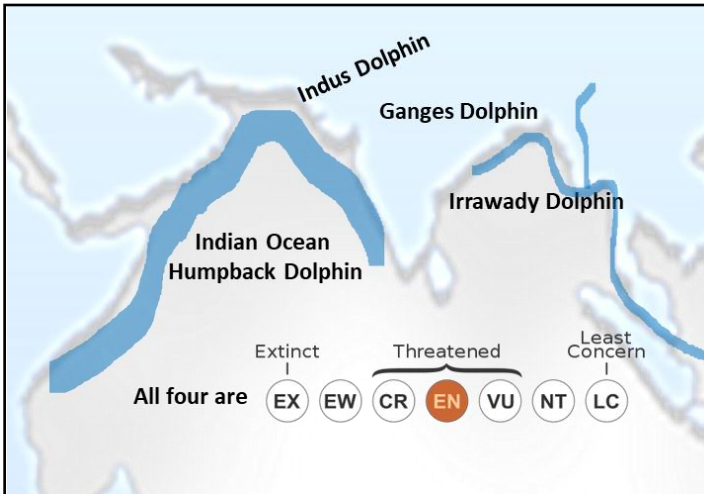 Indus Dolphin
Ganges Dolphin
Irrawady Dolphin
Indian Ocean
Humpback Dolphin
Extinct
Threatened
Least
Concern
All four are
EX EW CR EN VU NT LC